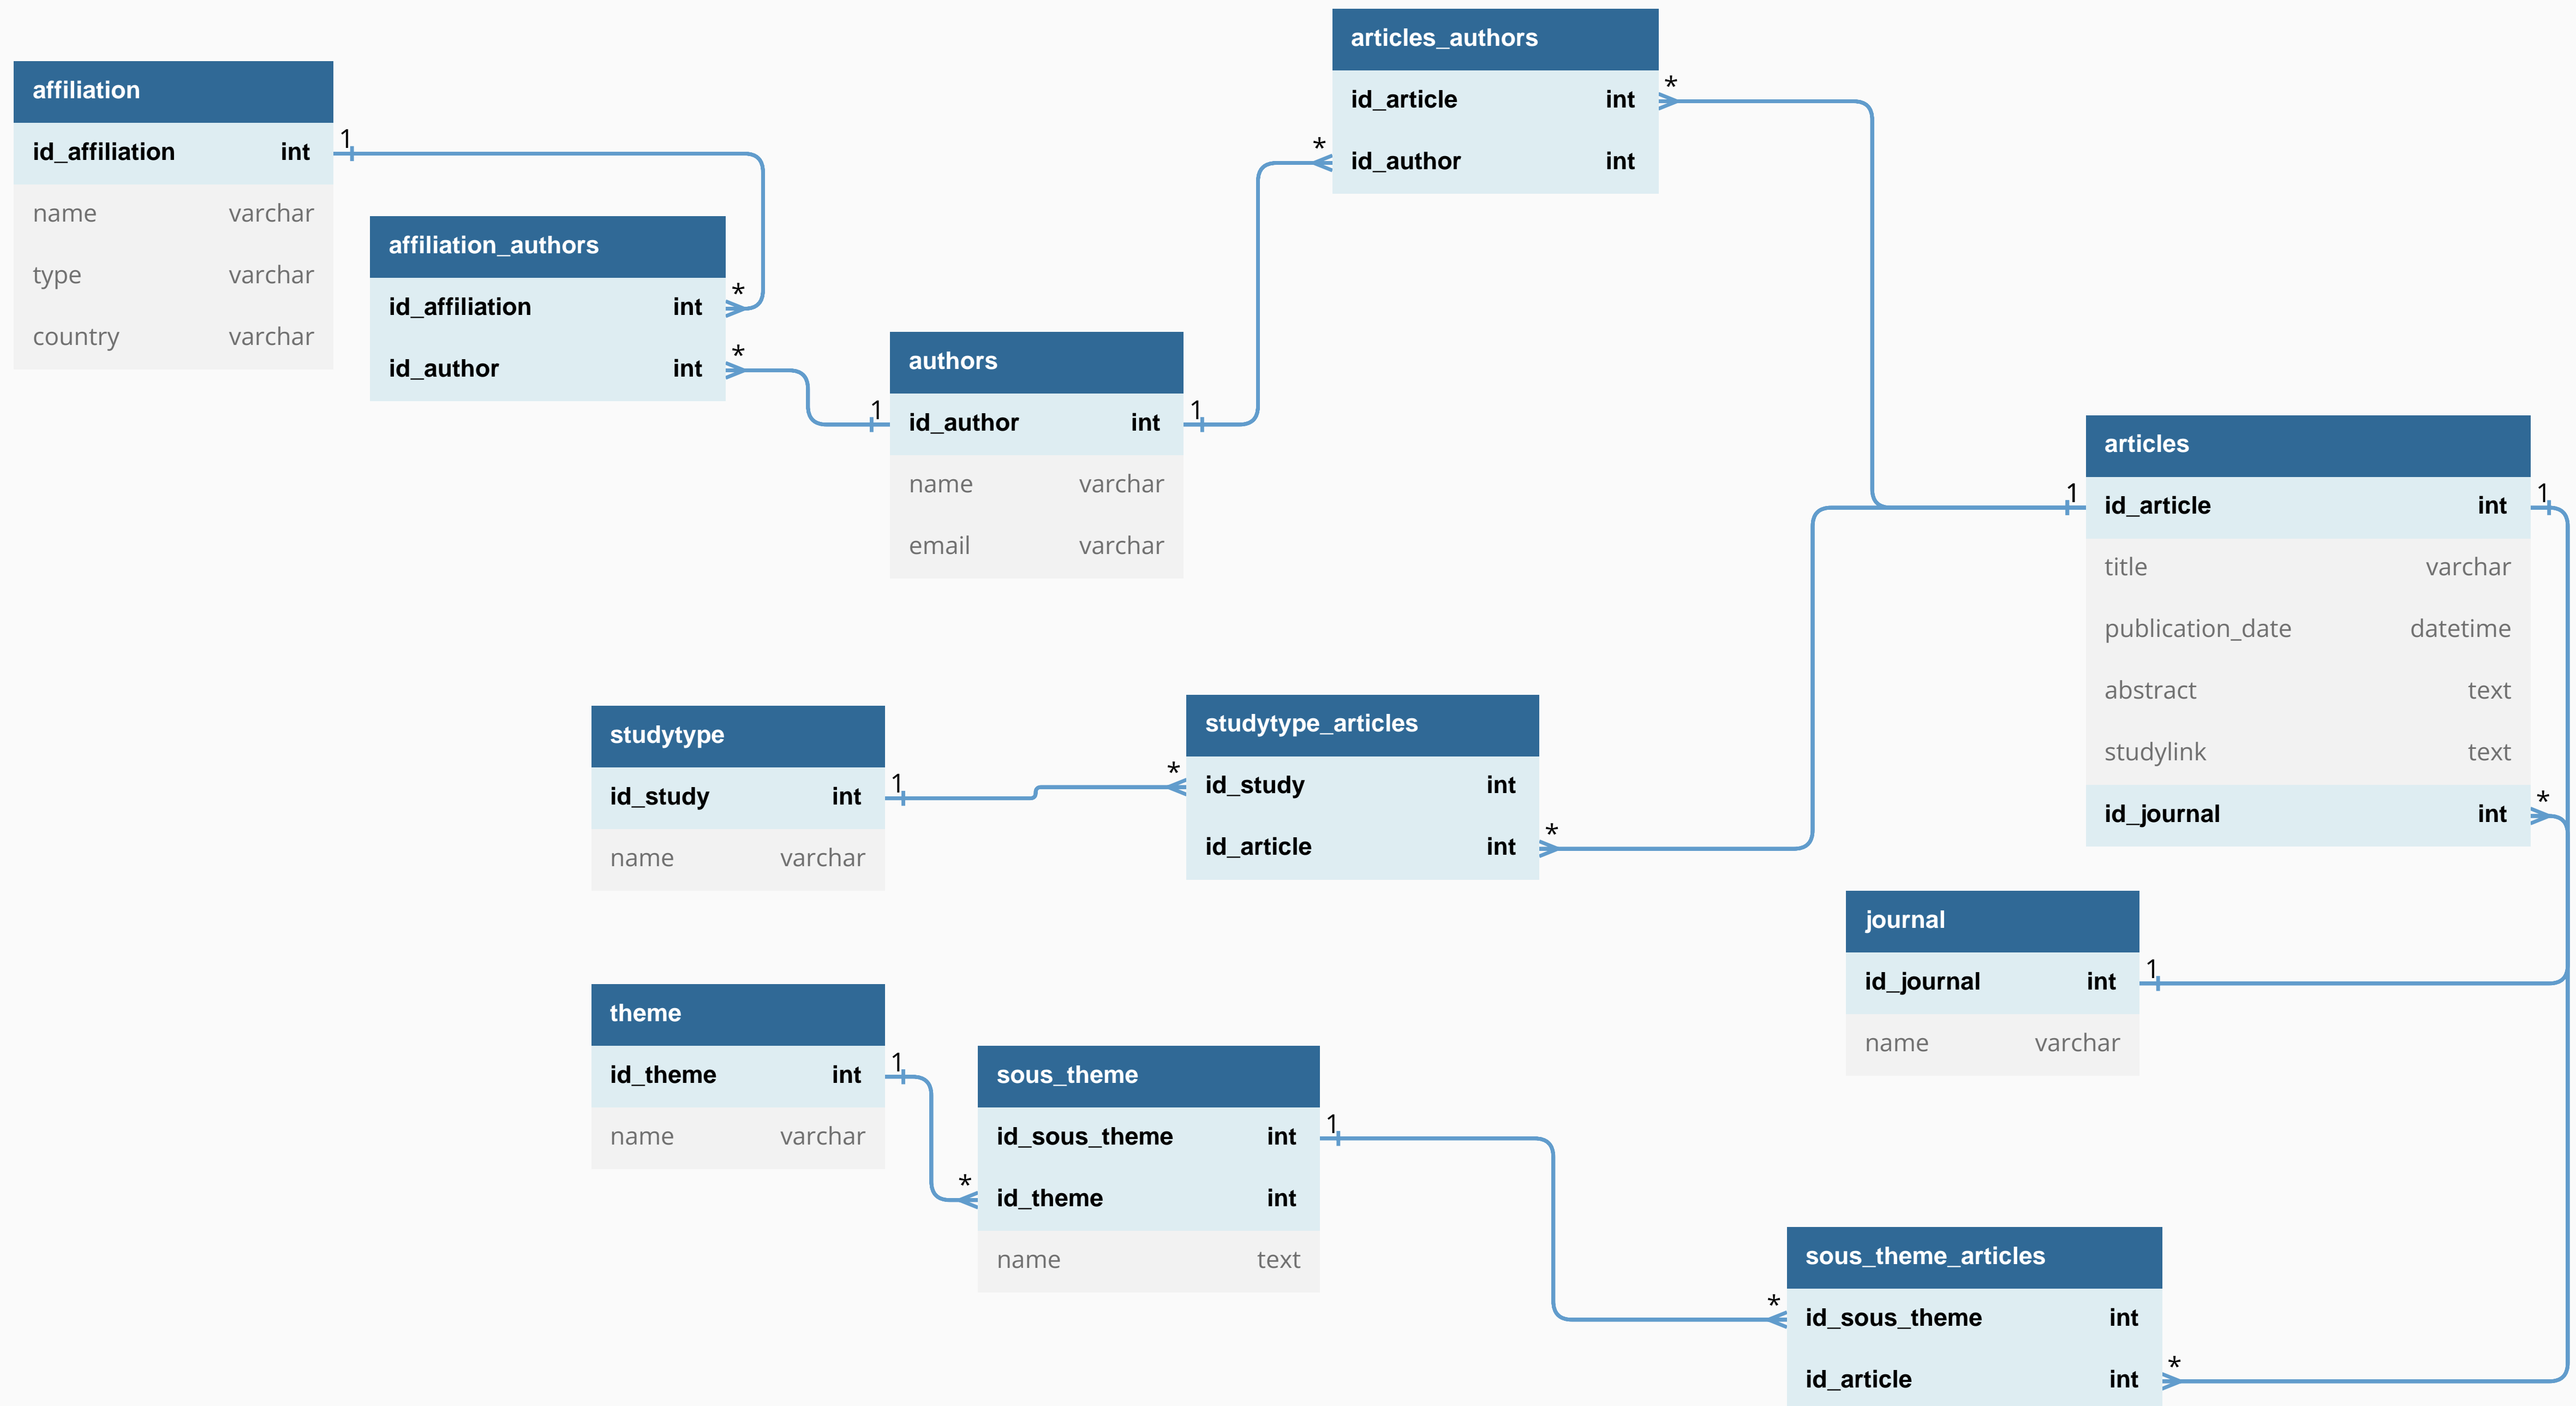 affiliation
id_affiliation int
name varchar
type varchar
country varchar
1
affiliation_authors
id_affiliation int
id_author int
*
*
authors
id_author int
name varchar
email varchar
1
1
articles_authors
id_article int
id_author int
*
*
articles
id_article int
title varchar
publication_date datetime
abstract text
studylink text
id_journal int
1
1
*
studytype
id_study int
name varchar
1
studytype_articles
id_study int
id_article int
*
*
journal
id_journal int
name varchar
1
theme
id_theme int
name varchar
1
sous_theme
id_sous_theme int
id_theme int
name text
1
*
sous_theme_articles
id_sous_theme int
id_article int
*
*